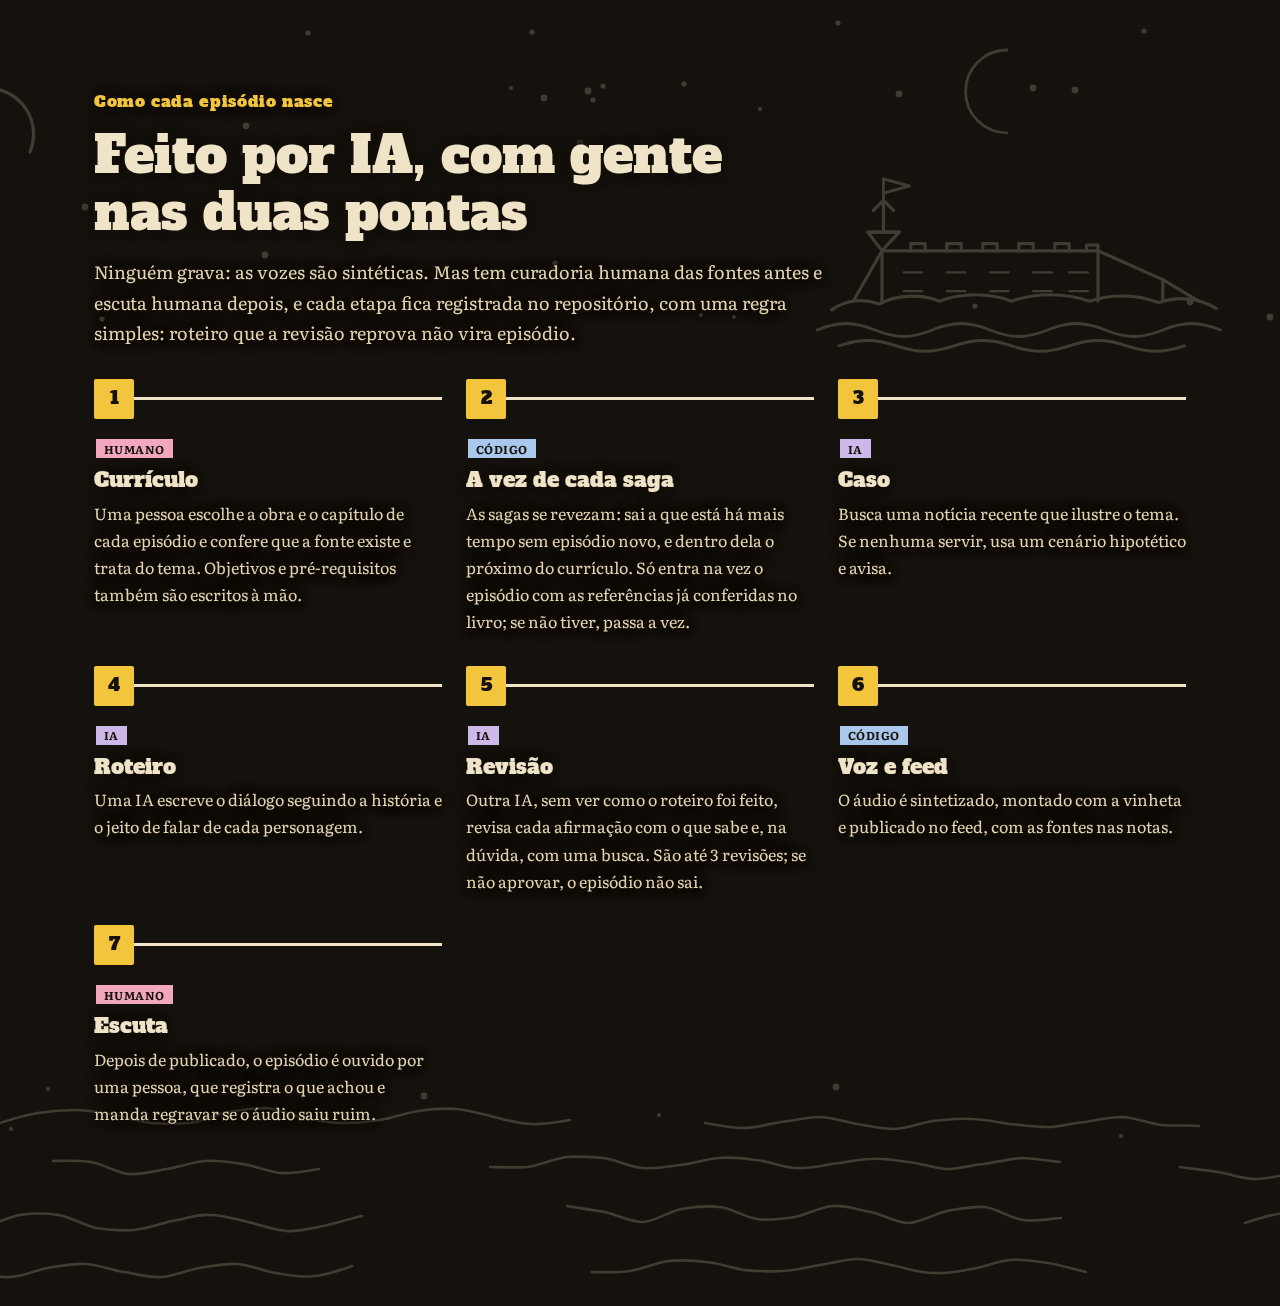 Como cada episódio nasce
Feito por IA, com gente
nas duas pontas
Ninguém grava: as vozes são sintéticas. Mas tem curadoria humana das fontes antes e
escuta humana depois, e cada etapa fica registrada no repositório, com uma regra
simples: roteiro que a revisão reprova não vira episódio.
1
HUMANO
Currículo
Uma pessoa escolhe a obra e o capítulo de
cada episódio e confere que a fonte existe e
trata do tema. Objetivos e pré-requisitos
também são escritos à mão.
2
CÓDIGO
A vez de cada saga
As sagas se revezam: sai a que está há mais
tempo sem episódio novo, e dentro dela o
próximo do currículo. Só entra na vez o
episódio com as referências já conferidas no
livro; se não tiver, passa a vez.
3
IA
Caso
Busca uma notícia recente que ilustre o tema.
Se nenhuma servir, usa um cenário hipotético
e avisa.
4
IA
Roteiro
Uma IA escreve o diálogo seguindo a história e
o jeito de falar de cada personagem.
5
IA
Revisão
Outra IA, sem ver como o roteiro foi feito,
revisa cada afirmação com o que sabe e, na
dúvida, com uma busca. São até 3 revisões; se
não aprovar, o episódio não sai.
6
CÓDIGO
Voz e feed
O áudio é sintetizado, montado com a vinheta
e publicado no feed, com as fontes nas notas.
7
HUMANO
Escuta
Depois de publicado, o episódio é ouvido por
uma pessoa, que registra o que achou e
manda regravar se o áudio saiu ruim.